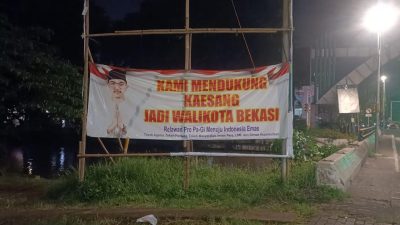 KAMI MENDUKUNG
KAESANG
JADI WALIKOTA BEKASI
Relawan Pro Pa-Gi Menuju Indonesia Emas